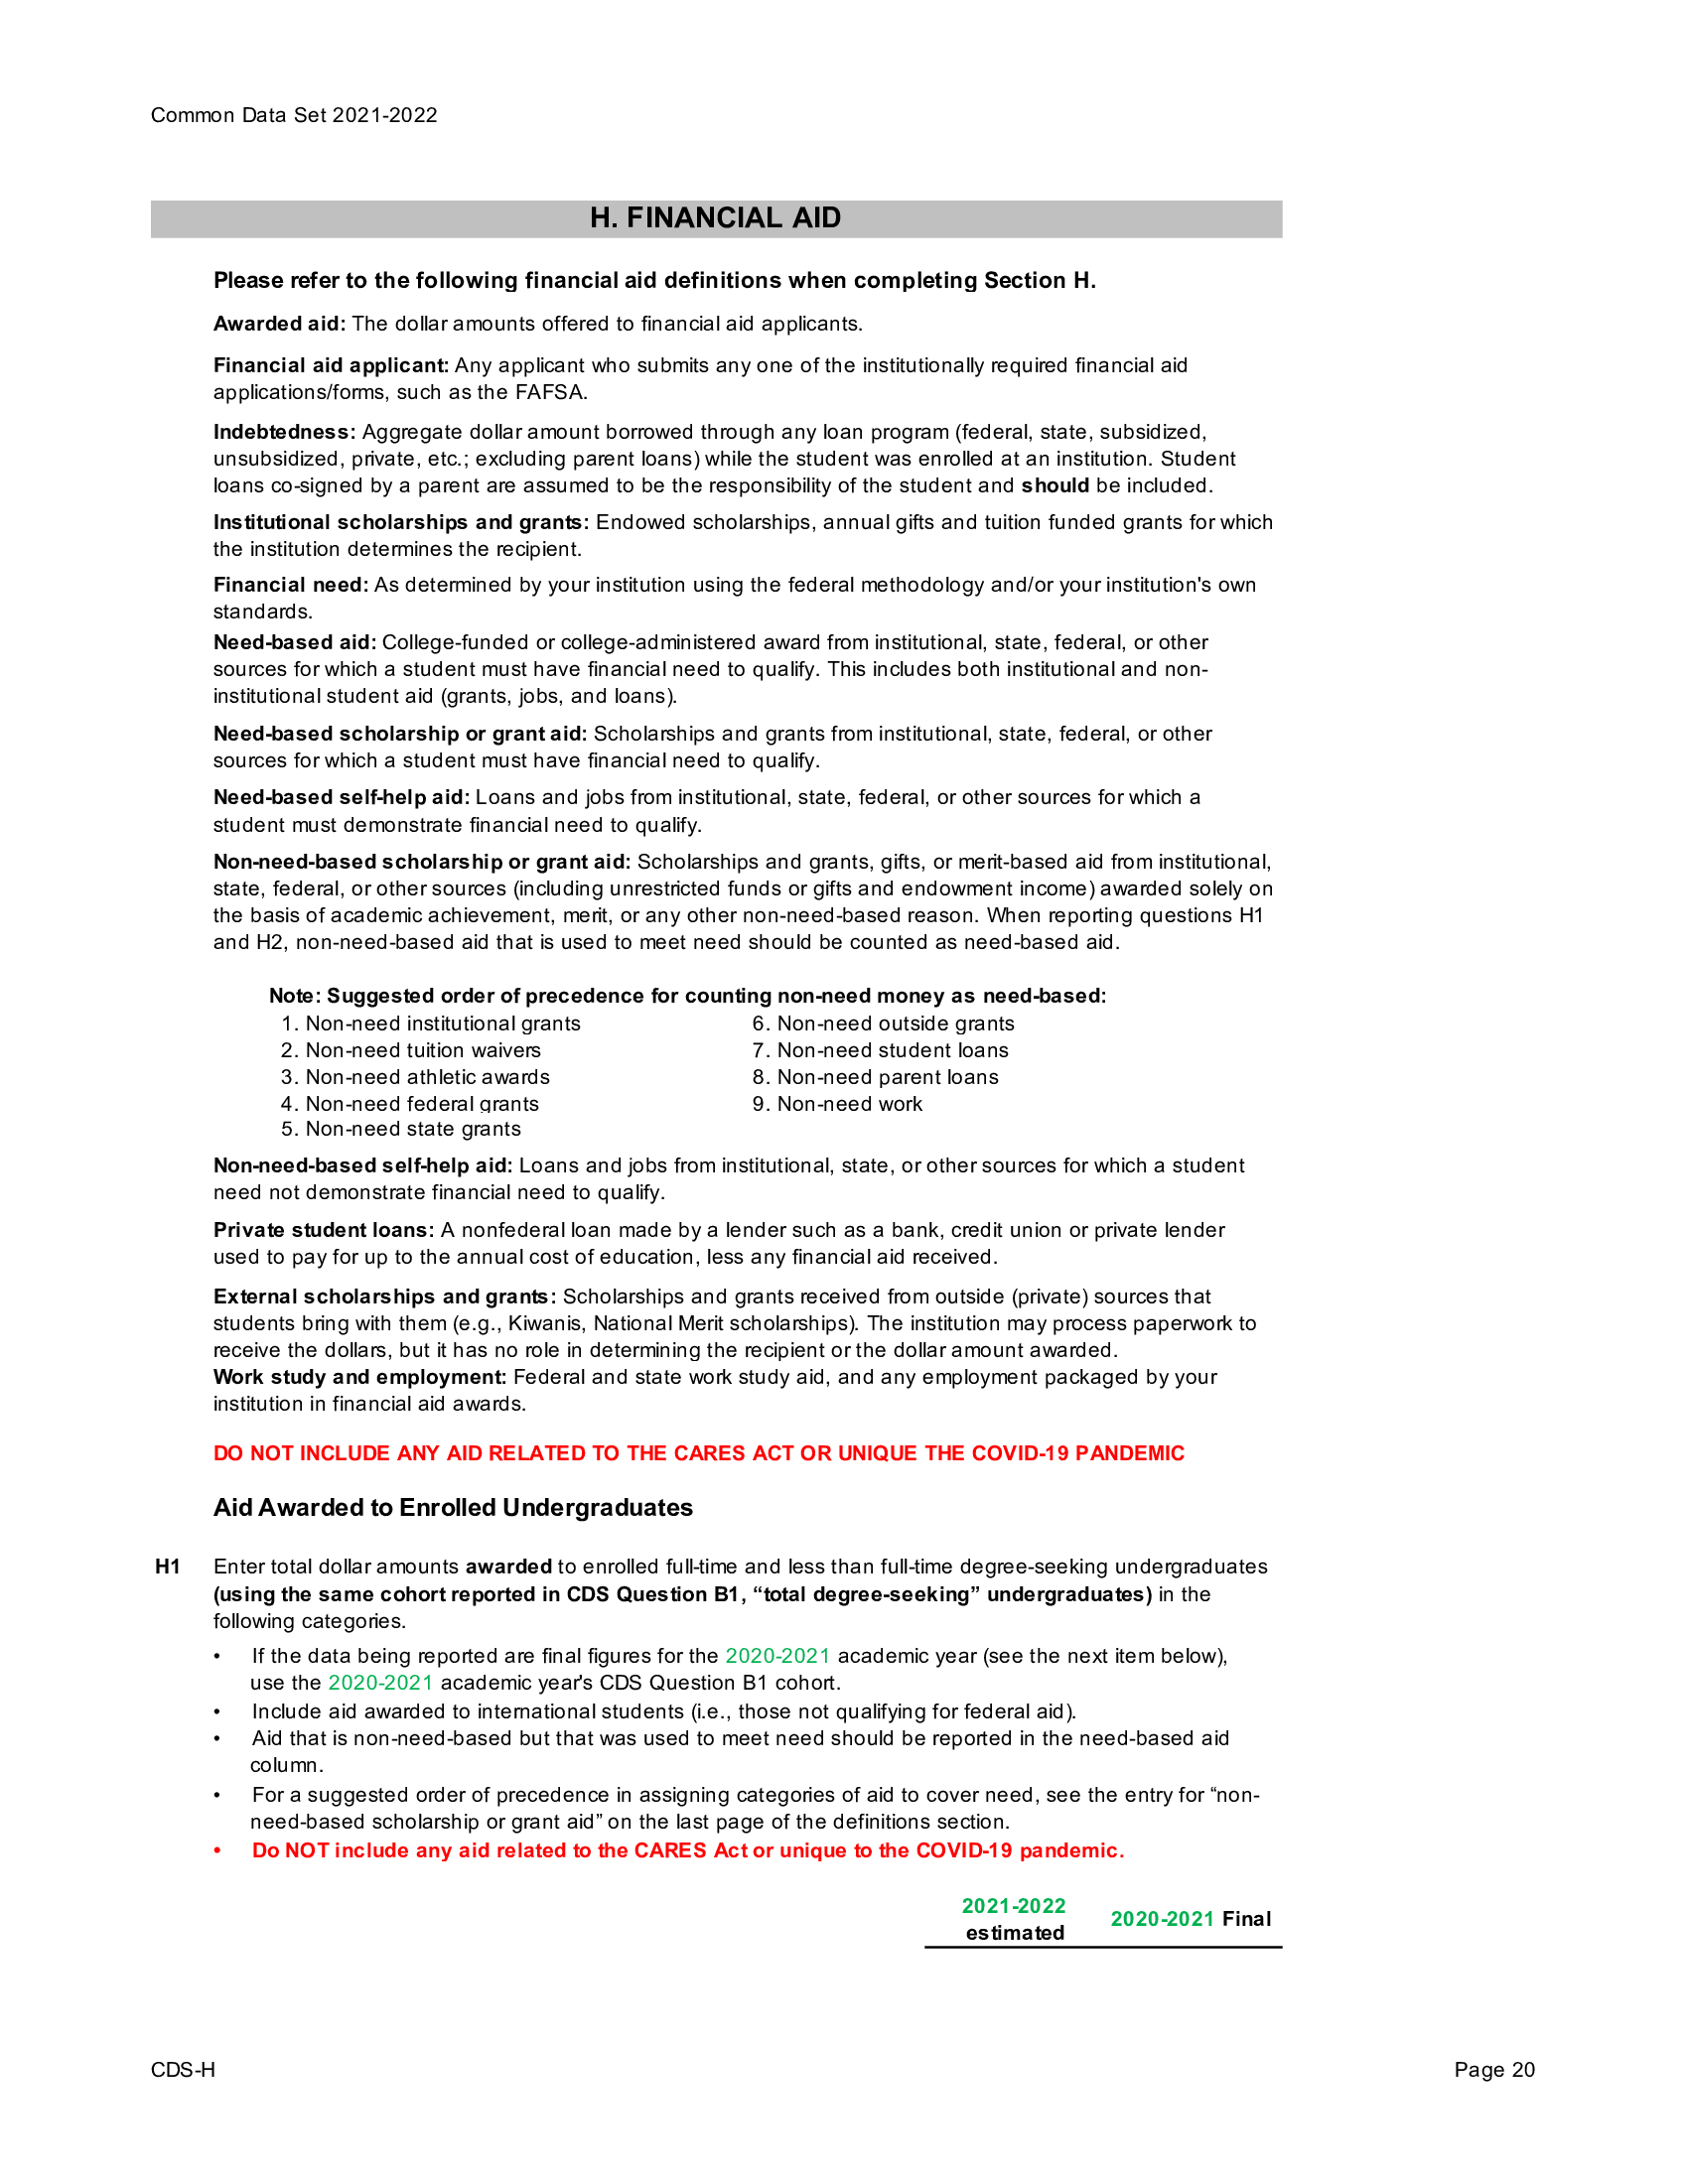 Common Data Set 2021-2022
H. FINANCIAL AID
Please refer to the following financial aid definitions when completing Section H.
Awarded aid: The dollar amounts offered to financial aid applicants.
Financial aid applicant: Any applicant who submits any one of the institutionally required financial aid
applications/forms, such as the FAFSA.
Indebtedness: Aggregate dollar amount borrowed through any loan program (federal, state, subsidized,
unsubsidized, private, etc.; excluding parent loans) while the student was enrolled at an institution. Student
loans co-signed by a parent are assumed to be the responsibility of the student and should be included.
Institutional scholarships and grants: Endowed scholarships, annual gifts and tuition funded grants for which
the institution determines the recipient.
Financial need: As determined by your institution using the federal methodology and/or your institution's own
standards.
Need-based aid: College-funded or college-administered award from institutional, state, federal, or other
sources for which a student must have financial need to qualify. This includes both institutional and non-
institutional student aid (grants, jobs, and loans).
Need-based scholarship or grant aid: Scholarships and grants from institutional, state, federal, or other
sources for which a student must have financial need to qualify.
Need-based self-help aid: Loans and jobs from institutional, state, federal, or other sources for which a
student must demonstrate financial need to qualify.
Non-need-based scholarship or grant aid: Scholarships and grants, gifts, or merit-based aid from institutional,
state, federal, or other sources (including unrestricted funds or gifts and endowment income) awarded solely on
the basis of academic achievement, merit, or any other non-need-based reason. When reporting questions H1
and H2, non-need-based aid that is used to meet need should be counted as need-based aid.
Note: Suggested order of precedence for counting non-need money as need-based:
1. Non-need institutional grants
2. Non-need tuition waivers
3. Non-need athletic awards
4. Non-need federal grants
5. Non-need state grants
6. Non-need outside grants
7. Non-need student loans
8. Non-need parent loans
9. Non-need work
Non-need-based self-help aid: Loans and jobs from institutional, state, or other sources for which a student
need not demonstrate financial need to qualify.
Private student loans: A nonfederal loan made by a lender such as a bank, credit union or private lender
used to pay for up to the annual cost of education, less any financial aid received.
External scholarships and grants: Scholarships and grants received from outside (private) sources that
students bring with them (e.g., Kiwanis, National Merit scholarships). The institution may process paperwork to
receive the dollars, but it has no role in determining the recipient or the dollar amount awarded.
Work study and employment: Federal and state work study aid, and any employment packaged by your
institution in financial aid awards.
DO NOT INCLUDE ANY AID RELATED TO THE CARES ACT OR UNIQUE THE COVID-19 PANDEMIC
Aid Awarded to Enrolled Undergraduates
H1 Enter total dollar amounts awarded to enrolled full-time and less than full-time degree-seeking undergraduates
(using the same cohort reported in CDS Question B1, “total degree-seeking” undergraduates) in the
following categories.
• If the data being reported are final figures for the 2020-2021 academic year (see the next item below),
use the 2020-2021 academic year's CDS Question B1 cohort.
• Include aid awarded to international students (i.e., those not qualifying for federal aid).
• Aid that is non-need-based but that was used to meet need should be reported in the need-based aid
column.
• For a suggested order of precedence in assigning categories of aid to cover need, see the entry for “non-
need-based scholarship or grant aid” on the last page of the definitions section.
• Do NOT include any aid related to the CARES Act or unique to the COVID-19 pandemic.
2021-2022
estimated
2020-2021 Final
CDS-H
Page 20